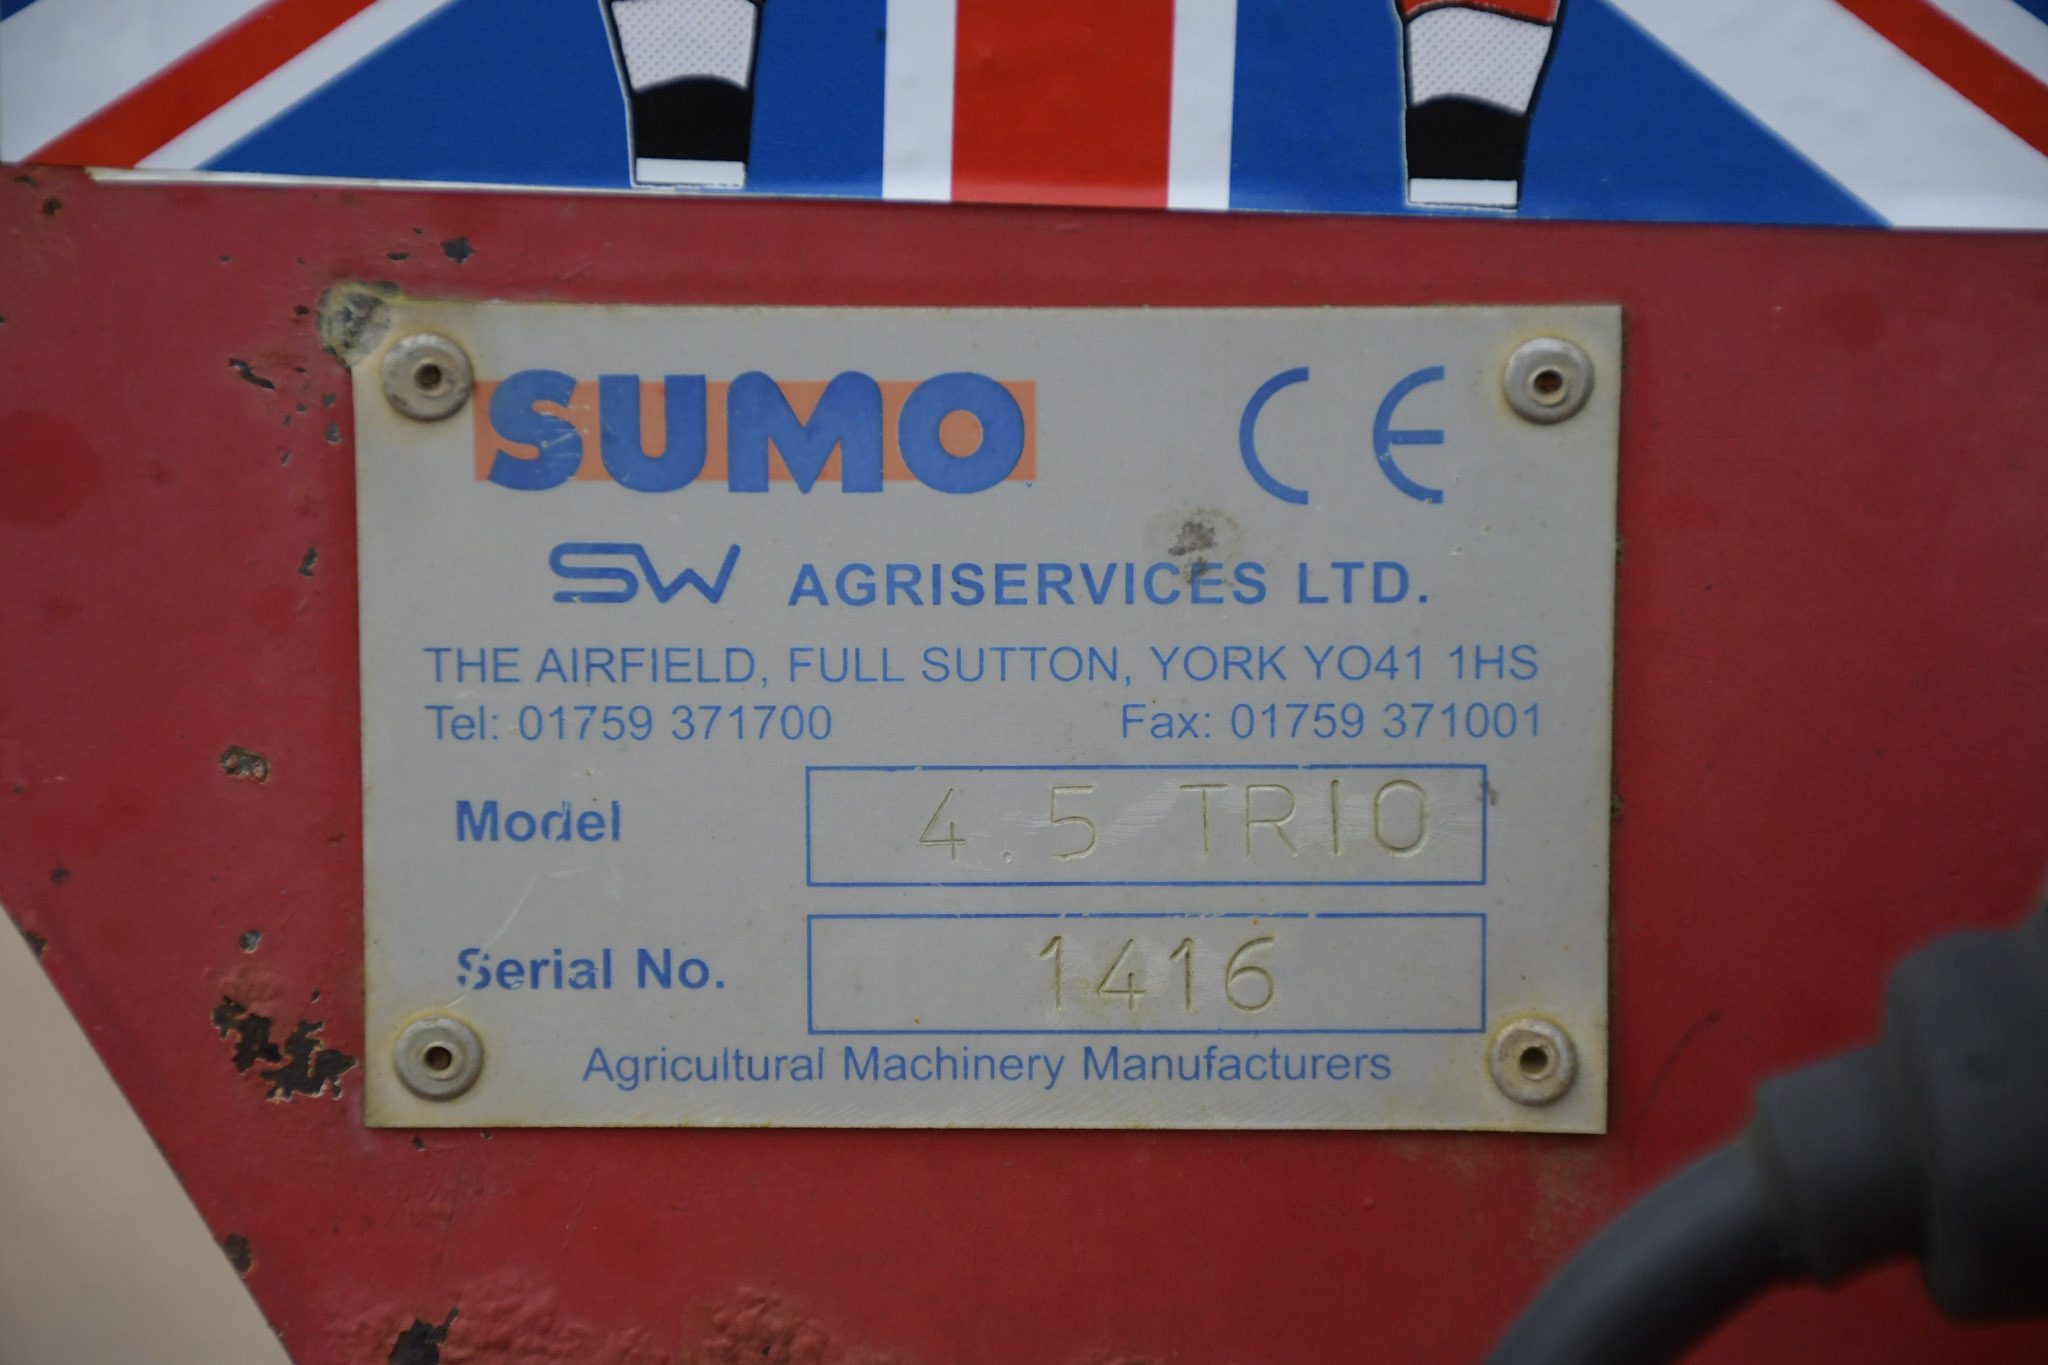 SUMO CE
SW AGRISERVICES LTD.
THE AIRFIELD, FULL SUTTON, YORK YO41 1HS
Tel: 01759 371700 Fax: 01759 371001
Model 4.5 TRIO
Serial No. 1416
Agricultural Machinery Manufacturers